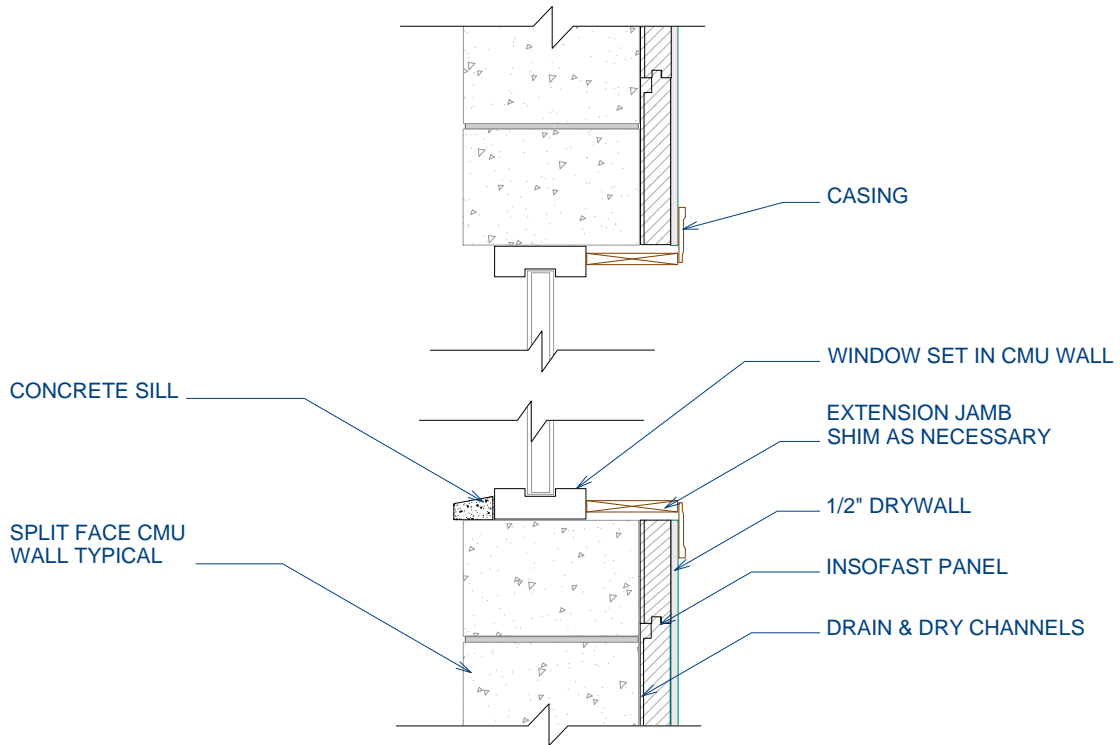 CASING
WINDOW SET IN CMU WALL
CONCRETE SILL
EXTENSION JAMB
SHIM AS NECESSARY
1/2" DRYWALL
SPLIT FACE CMU
WALL TYPICAL
INSOFAST PANEL
DRAIN & DRY CHANNELS